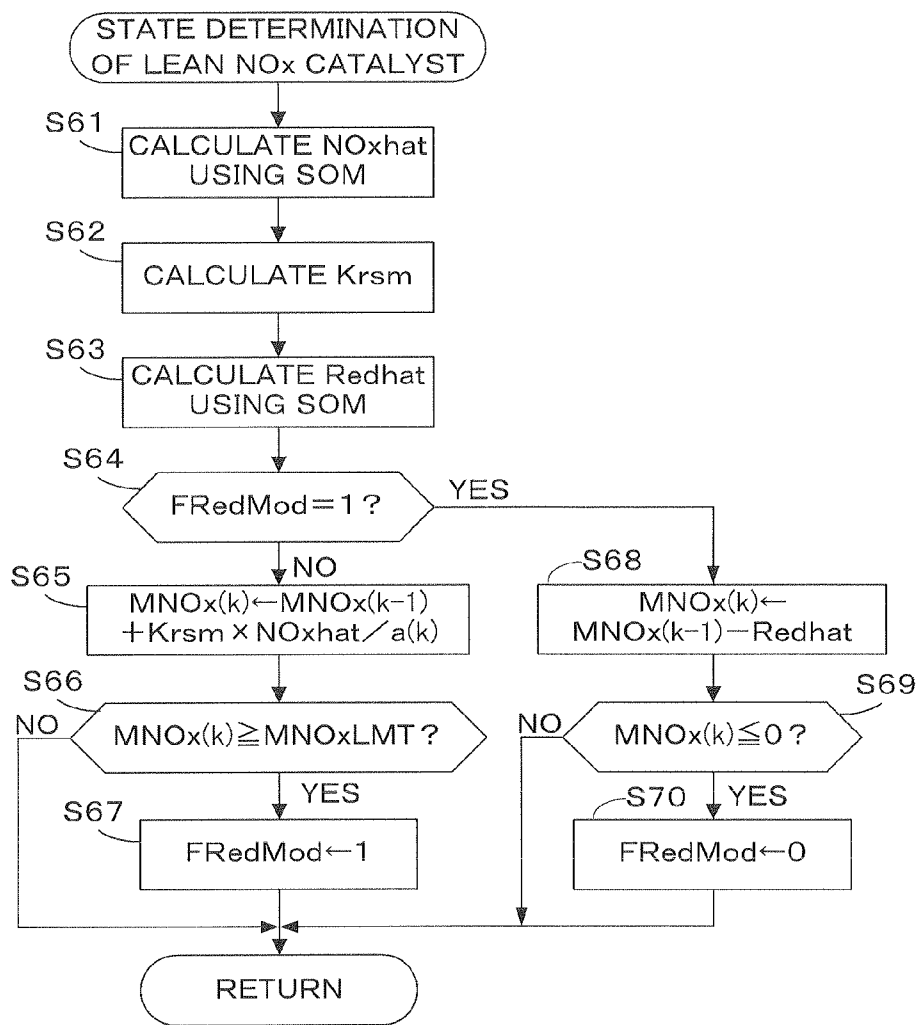 STATE DETERMINATION
OF LEAN NOx CATALYST
S61
CALCULATE NOxhat
USING SOM
S62
CALCULATE Krsm
S63
CALCULATE Redhat
USING SOM
S64
FRedMod=1?
YES
NO
S65
MNOx(k)←MNOx(k-1)
+Krsm×NOxhat/a(k)
S68
MNOx(k)←
MNOx(k-1)-Redhat
S66
NO
MNOx(k)≧MNOxLMT?
YES
S69
NO
MNOx(k)≦0?
YES
S67
FRedMod←1
S70
FRedMod←0
RETURN